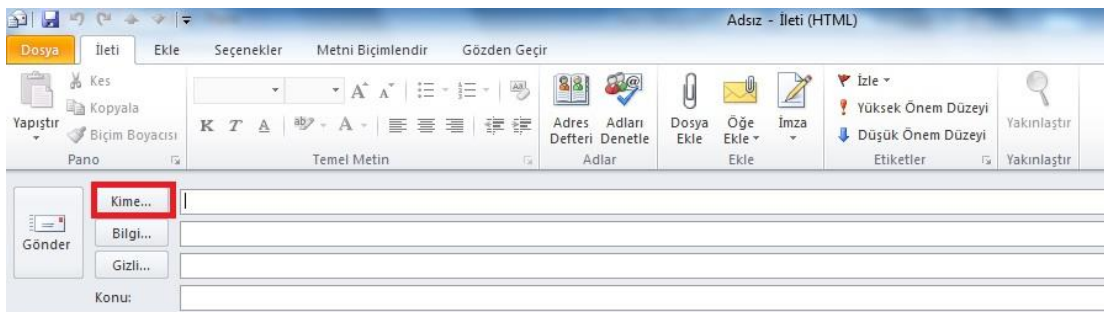 Adsız - İleti (HTML)
Dosya İleti Ekle Seçenekler Metni Biçimlendir Gözden Geçir
Yapıştır
Kes
Kopyala
Biçim Boyacısı
Pano
K T A
Temel Metin
Adres Defteri
Adları Denetle
Adlar
Dosya Ekle
Öğe Ekle
İmza
Ekle
İzle
Yüksek Önem Düzeyi
Düşük Önem Düzeyi
Etiketler
Yakınlaştır
Yakınlaştır
Gönder
Kime...
Bilgi...
Gizli...
Konu: